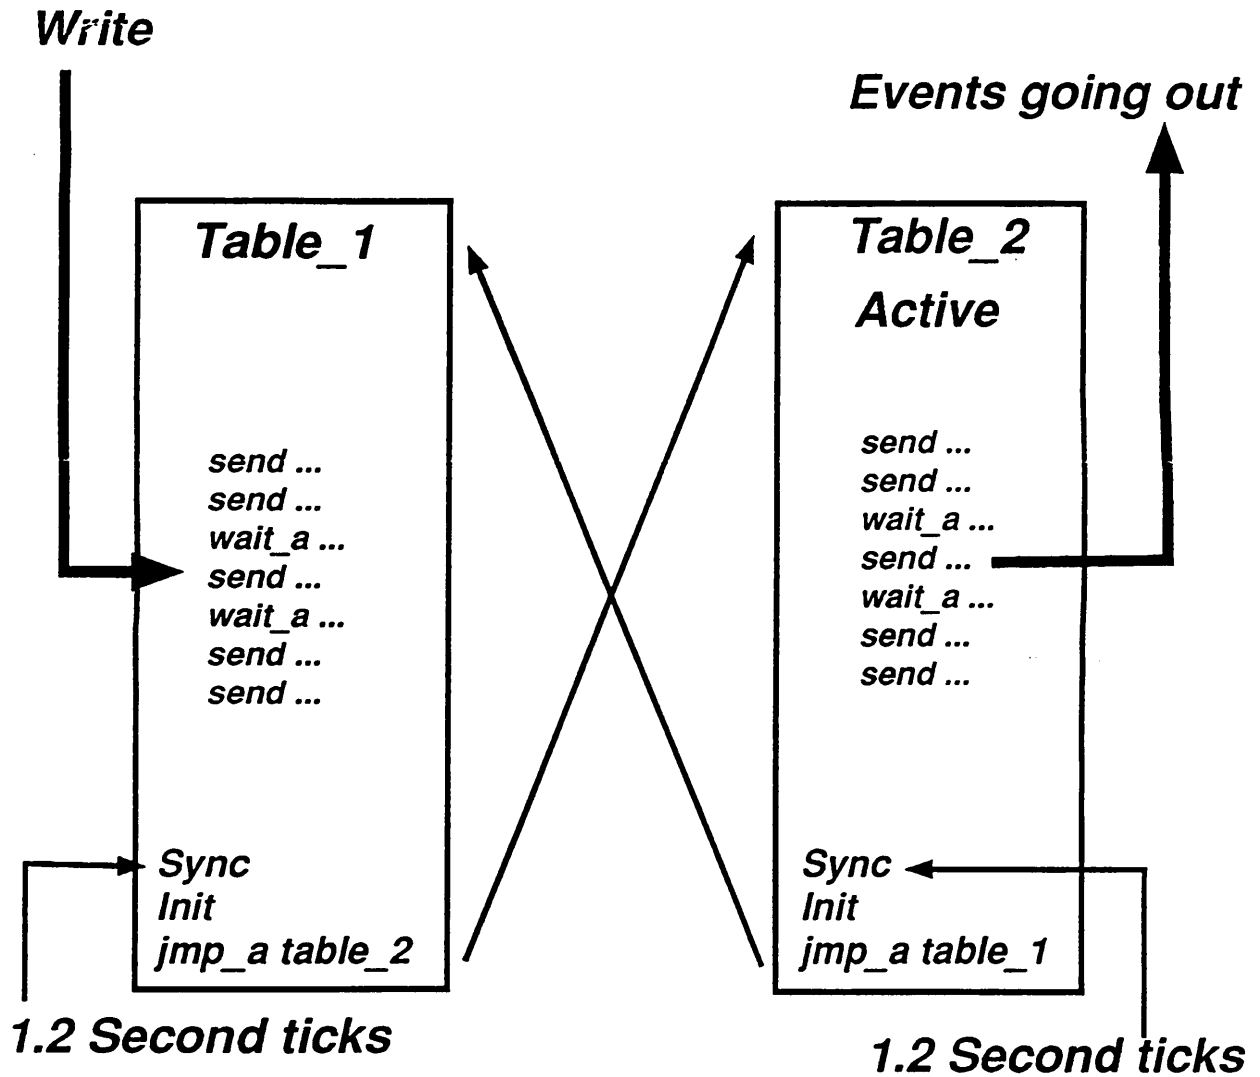 Write
Events going out
Table_1
send ...
send ...
wait_a ...
send ...
wait_a ...
send ...
send ...
Sync
Init
jmp_a table_2
1.2 Second ticks
Table_2
Active
send ...
send ...
wait_a ...
send ...
wait_a ...
send ...
send ...
Sync
Init
jmp_a table_1
1.2 Second ticks